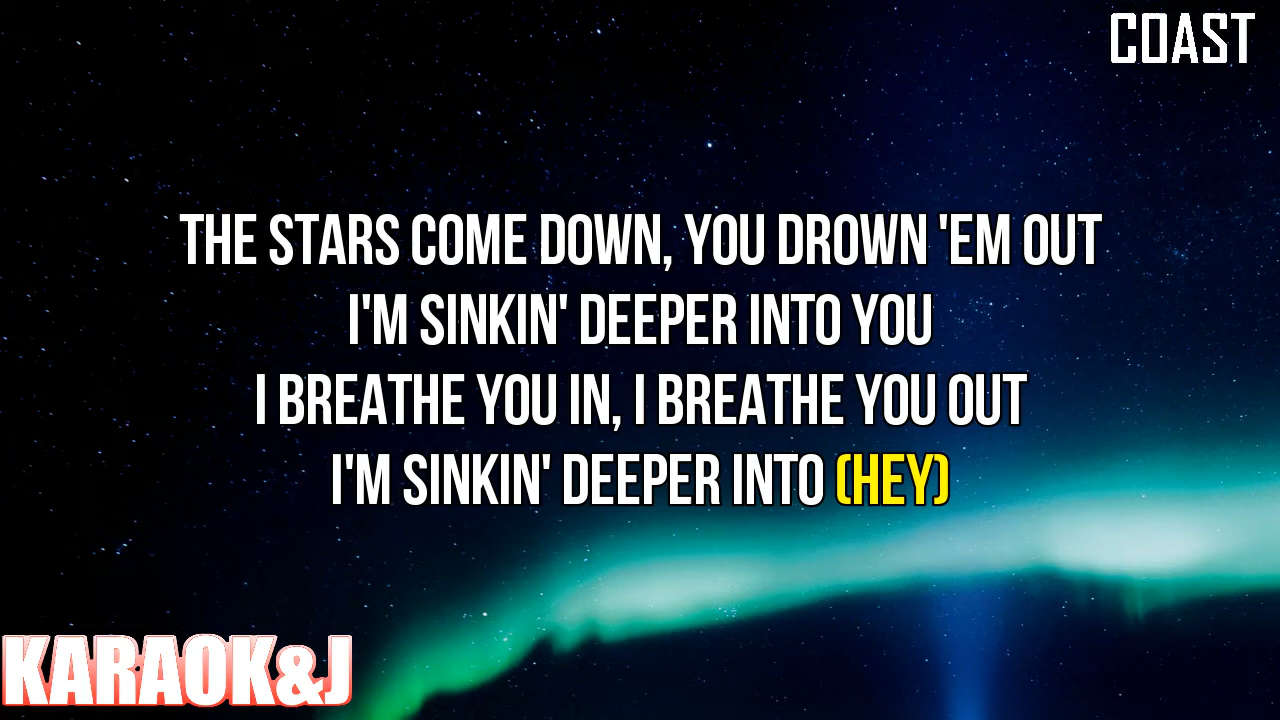 COAST
THE STARS COME DOWN, YOU DROWN 'EM OUT
I'M SINKIN' DEEPER INTO YOU
I BREATHE YOU IN, I BREATHE YOU OUT
I'M SINKIN' DEEPER INTO (HEY)
KARAOK&J